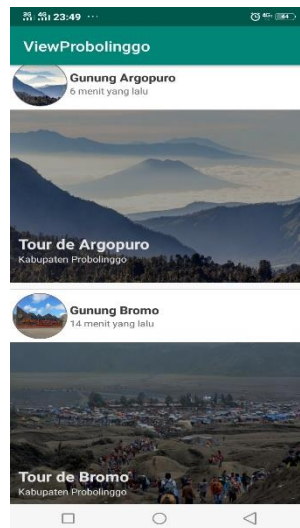 23:49 ...
ViewProbolinggo
Gunung Argopuro
6 menit yang lalu
Tour de Argopuro
Kabupaten Probolinggo
Gunung Bromo
14 menit yang lalu
Tour de Bromo
Kabupaten Probolinggo